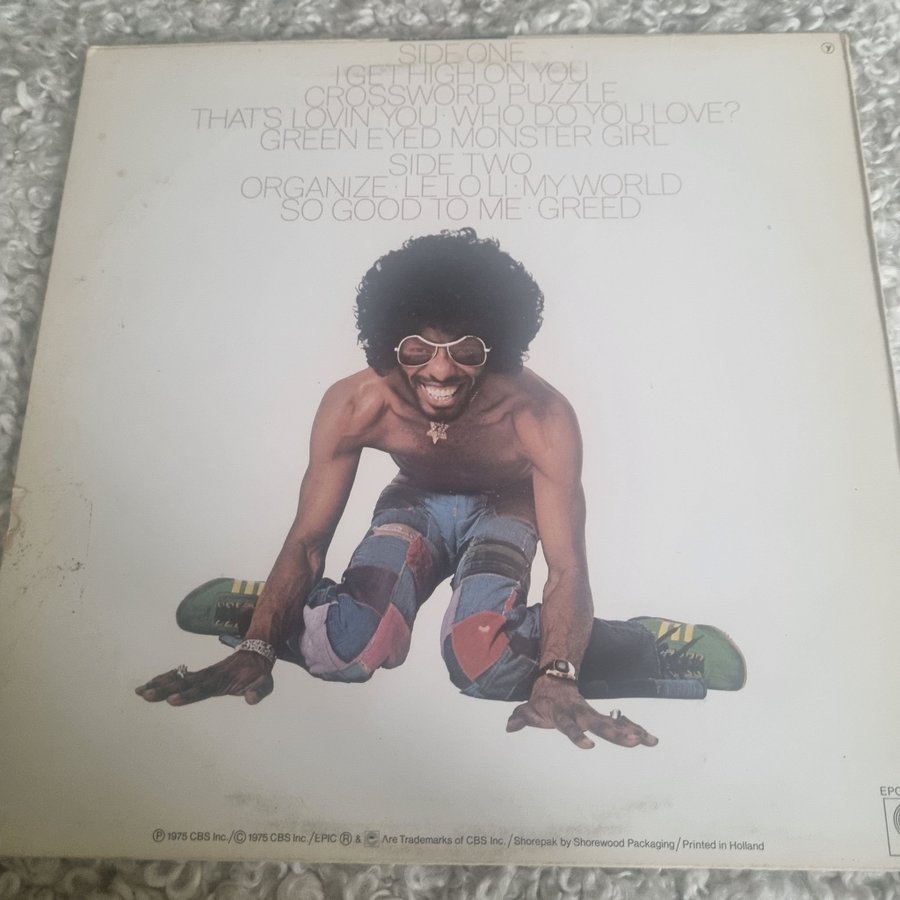 SIDE ONE
I GET HIGH ON YOU
CROSSWORD PUZZLE
THAT'S LOVIN' YOU · WHO DO YOU LOVE?
GREEN EYED MONSTER GIRL
SIDE TWO
ORGANIZE · LE LO LI · MY WORLD
SO GOOD TO ME · GREED
Y
EPC
Ⓟ 1975 CBS Inc./Ⓒ 1975 CBS Inc./EPIC Ⓡ & Are Trademarks of CBS Inc./Shorepak by Shorewood Packaging/Printed in Holland